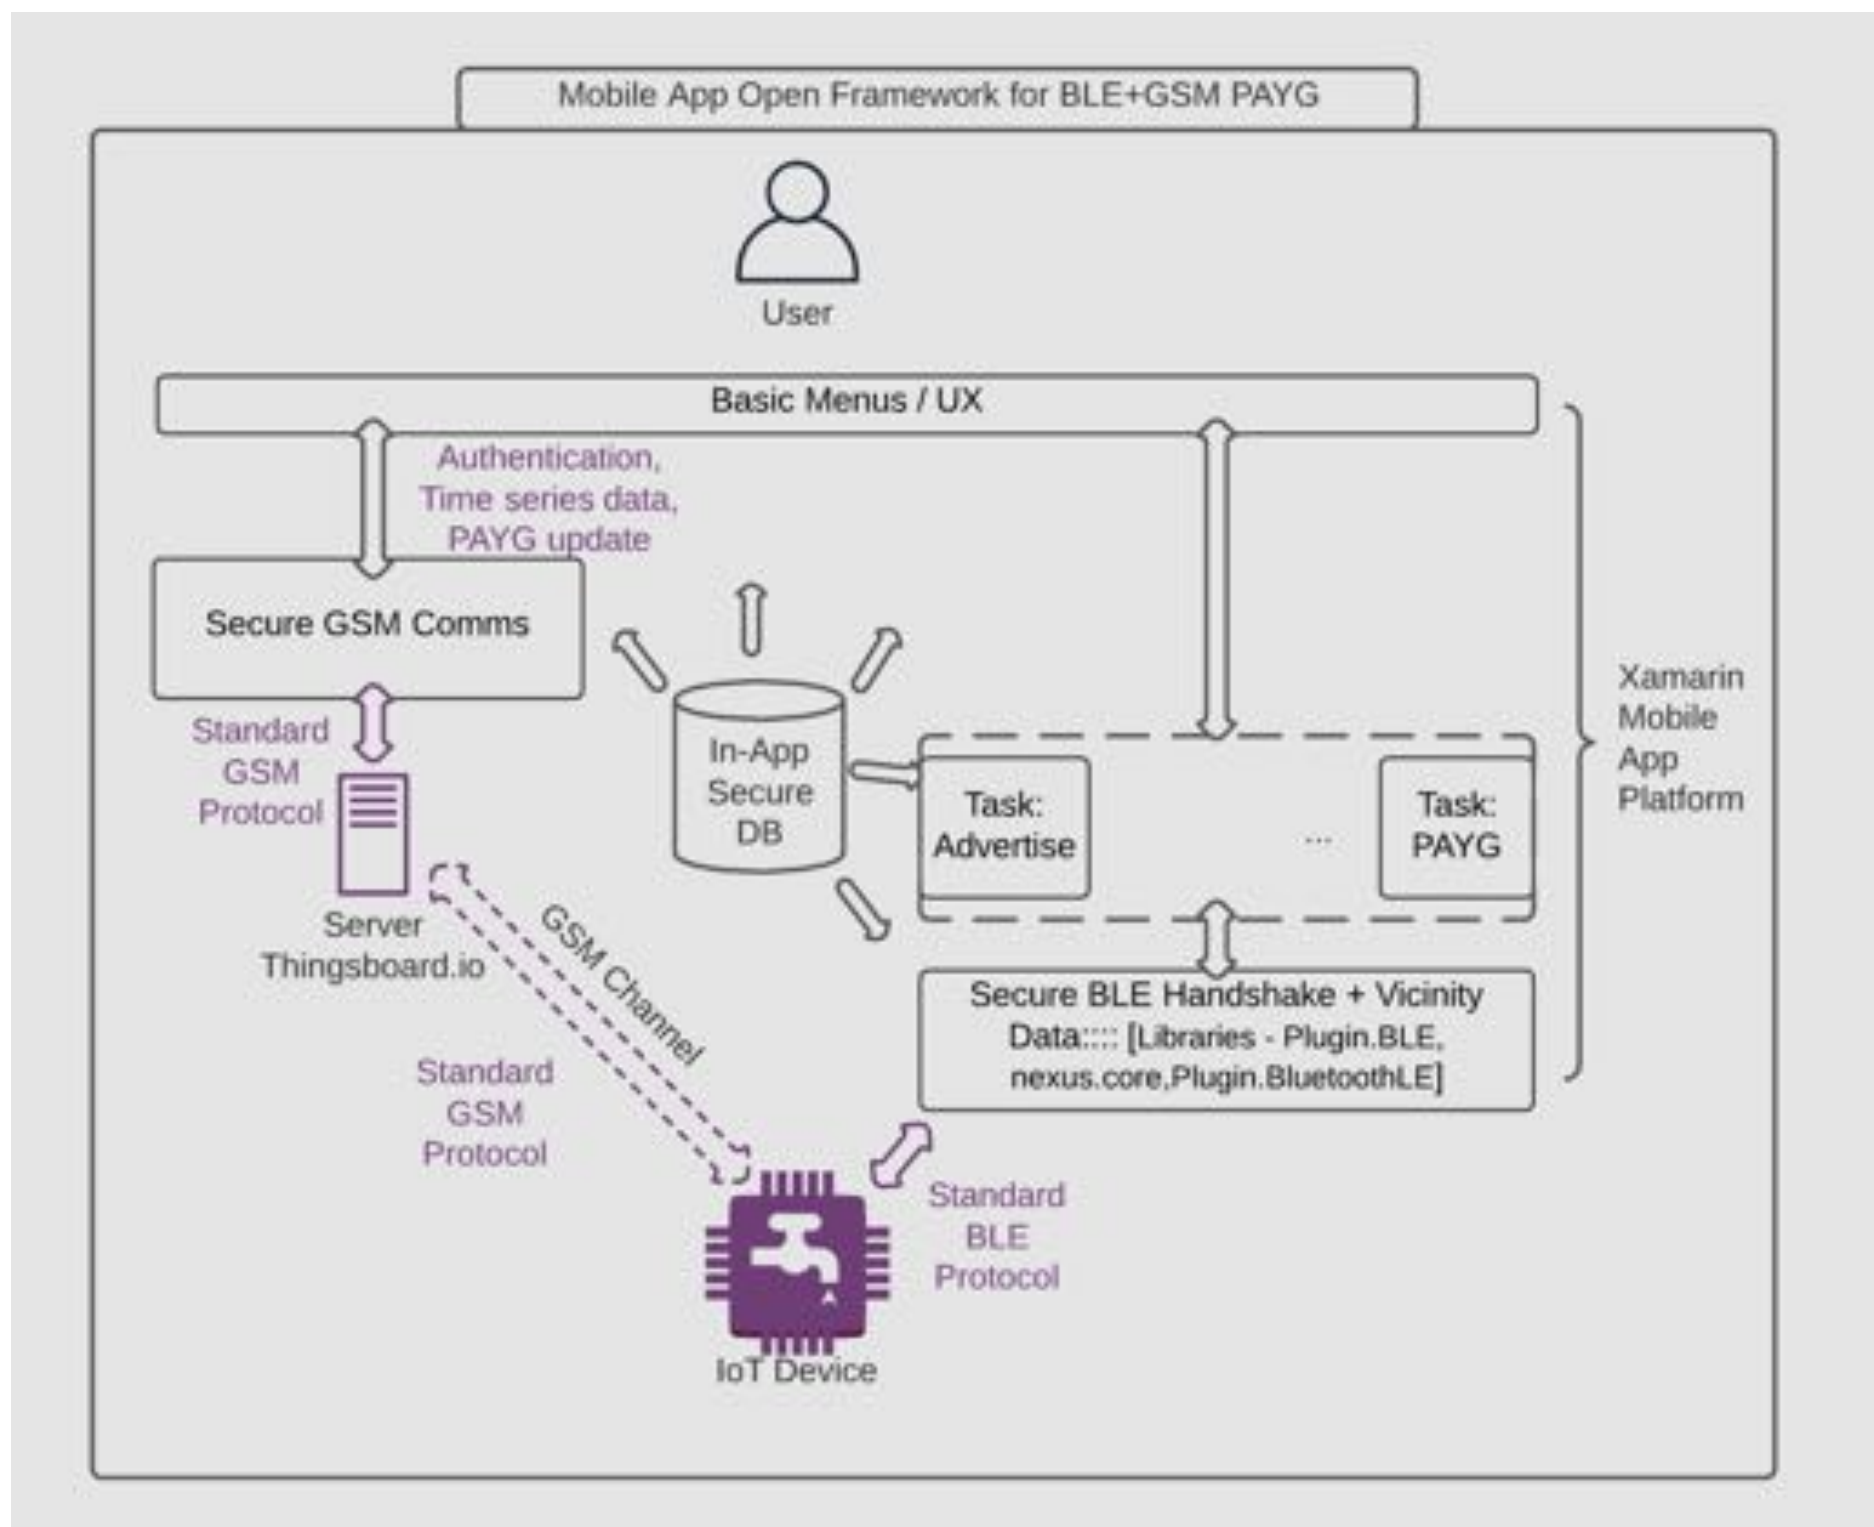 Mobile App Open Framework for BLE+GSM PAYG
User
Basic Menus / UX
Authentication,
Time series data,
PAYG update
Secure GSM Comms
Standard
GSM
Protocol
In-App
Secure
DB
Task:
Advertise
...
Task:
PAYG
Xamarin
Mobile
App
Platform
Server
Thingsboard.io
GSM Channel
Standard
GSM
Protocol
Secure BLE Handshake + Vicinity
Data:::: [Libraries - Plugin.BLE,
nexus.core,Plugin.BluetoothLE]
Standard
BLE
Protocol
IoT Device